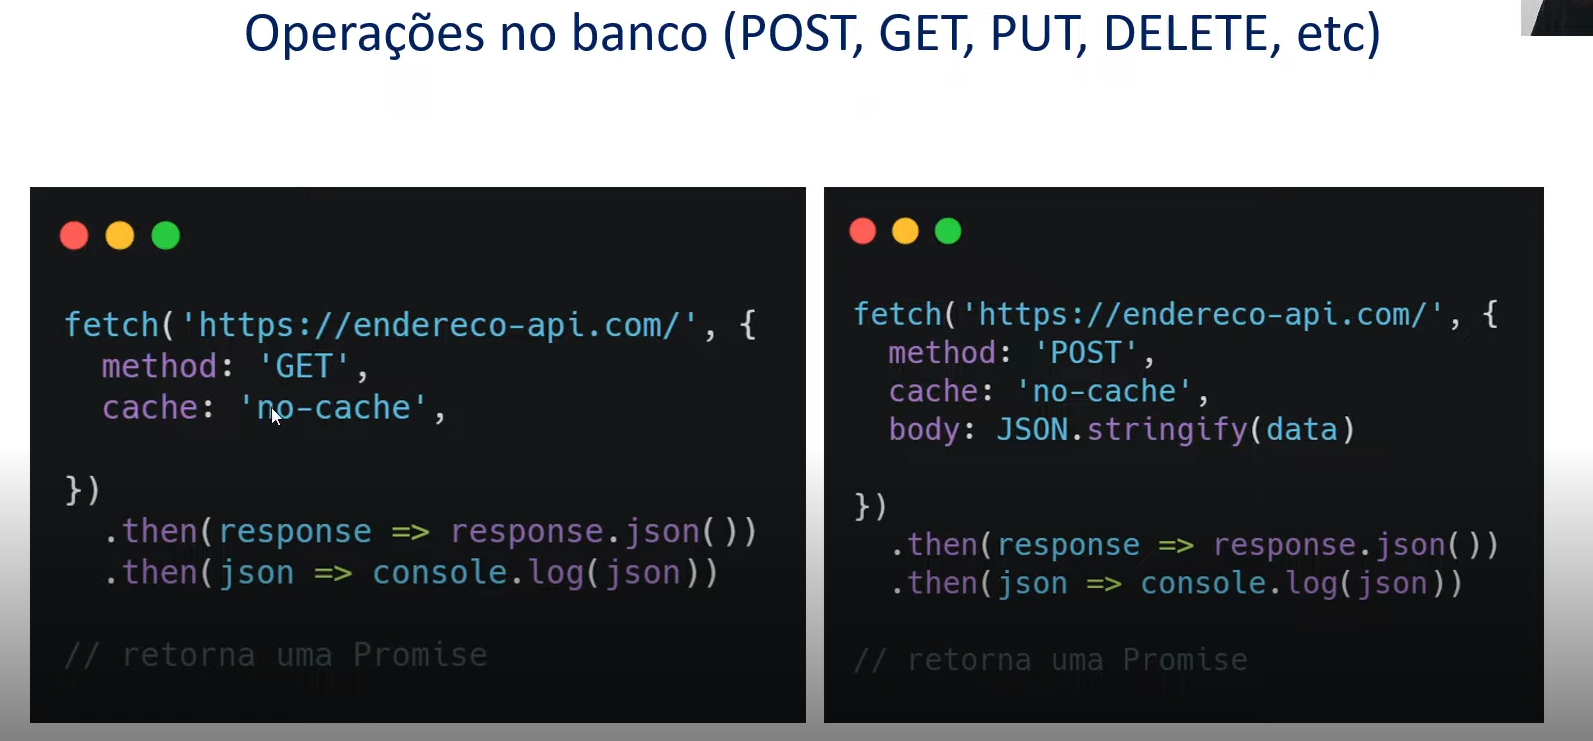 Operações no banco (POST, GET, PUT, DELETE, etc)
fetch('https://endereco-api.com/', {
  method: 'GET',
  cache: 'no-cache',
})
  .then(response => response.json())
  .then(json => console.log(json))
// retorna uma Promise
fetch('https://endereco-api.com/', {
  method: 'POST',
  cache: 'no-cache',
  body: JSON.stringify(data)
})
  .then(response => response.json())
  .then(json => console.log(json))
// retorna uma Promise